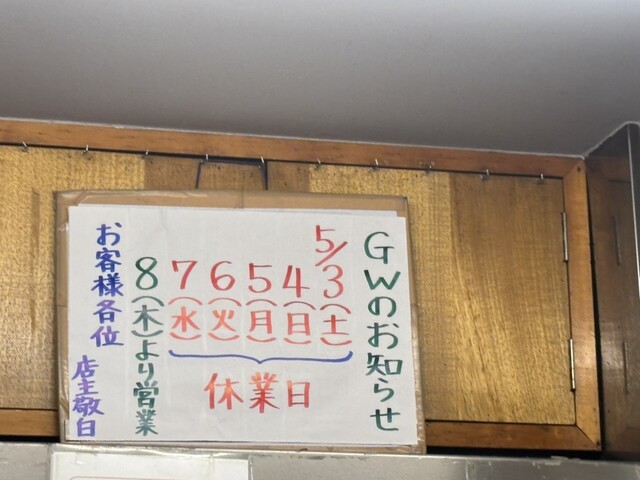 GWのお知らせ
5/3(土)
4(日)
5(月)
6(火)
7(水)
休業日
8(木)より営業
お客様各位
店主敬白